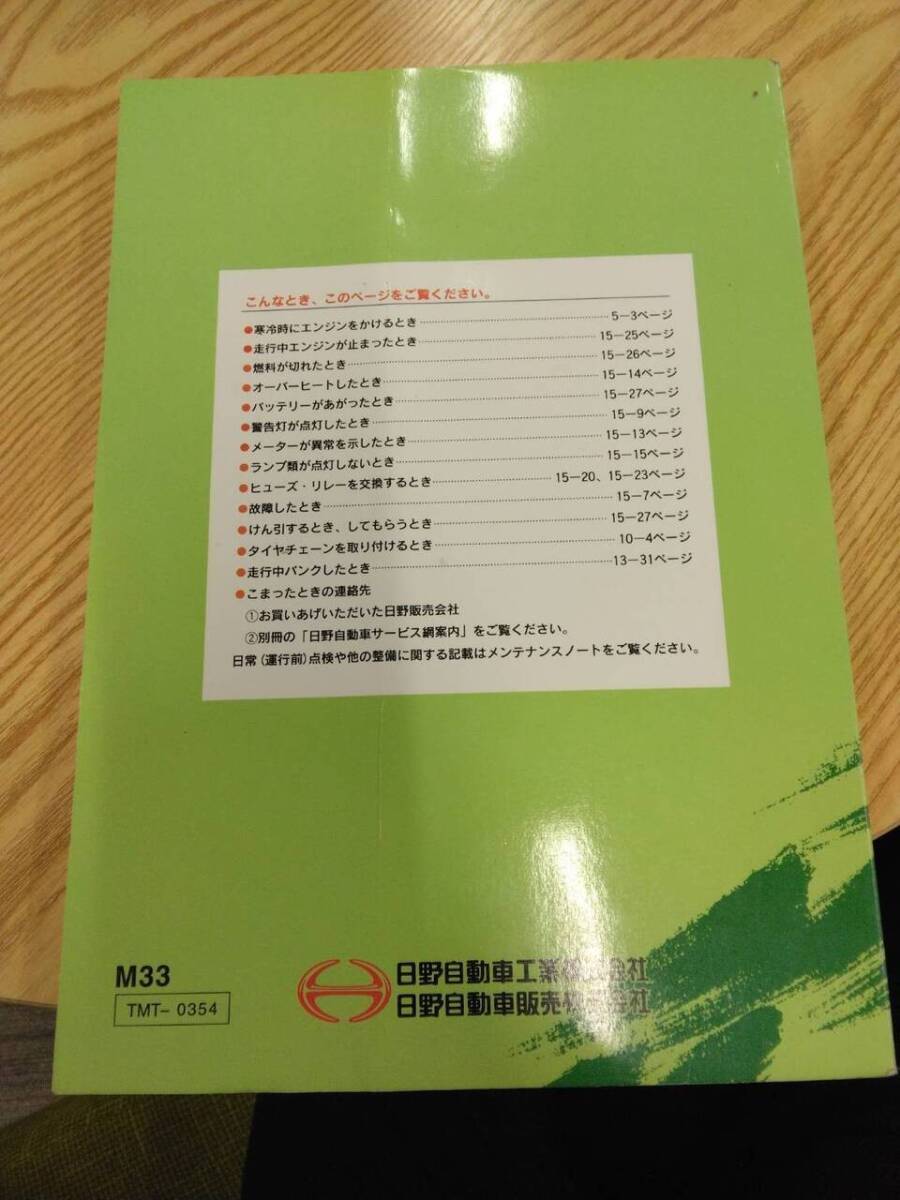 こんなとき、このページをご覧ください。
●寒冷時にエンジンをかけるとき……………………5−3ページ
●走行中エンジンが止まったとき……………………15−25ページ
●燃料が切れたとき……………………15−26ページ
●オーバーヒートしたとき……………………15−14ページ
●バッテリーがあがったとき……………………15−27ページ
●警告灯が点灯したとき……………………15−9ページ
●メーターが異常を示したとき……………………15−13ページ
●ランプ類が点灯しないとき……………………15−15ページ
●ヒューズ・リレーを交換するとき……………………15−20、15−23ページ
●故障したとき……………………15−7ページ
●けん引するとき、してもらうとき……………………15−27ページ
●タイヤチェーンを取り付けるとき……………………10−4ページ
●走行中パンクしたとき……………………13−31ページ
●こまったときの連絡先
①お買いあげいただいた日野販売会社
②別冊の「日野自動車サービス網案内」をご覧ください。
日常(運行前)点検や他の整備に関する記載はメンテナンスノートをご覧ください。
M33
TMT− 0354
日野自動車工業株式会社
日野自動車販売株式会社